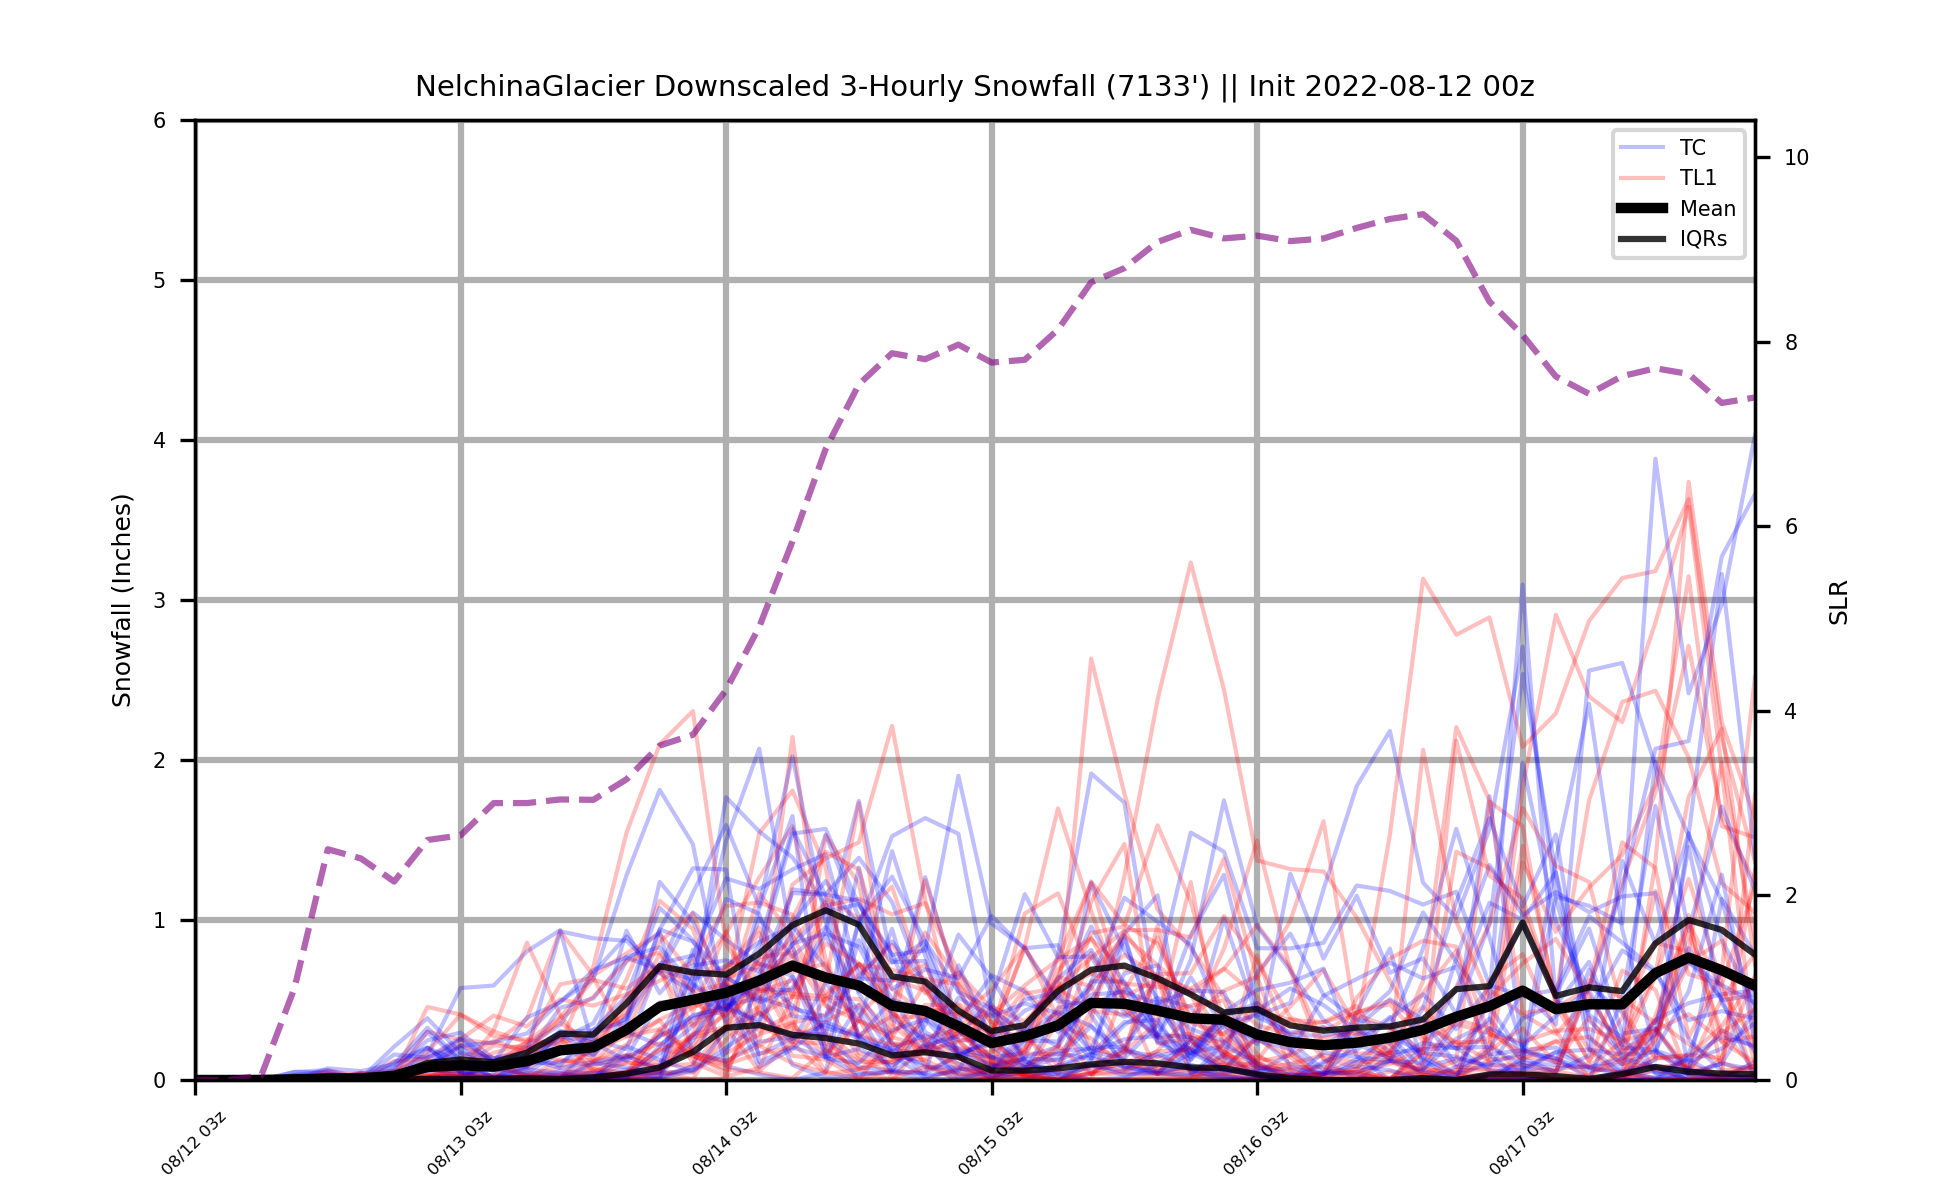 NelchinaGlacier Downscaled 3-Hourly Snowfall (7133') || Init 2022-08-12 00z
TC
TL1
Mean
IQRs
Snowfall (Inches)
6
5
4
3
2
1
0
SLR
10
8
6
4
2
0
08/12 03z
08/13 03z
08/14 03z
08/15 03z
08/16 03z
08/17 03z